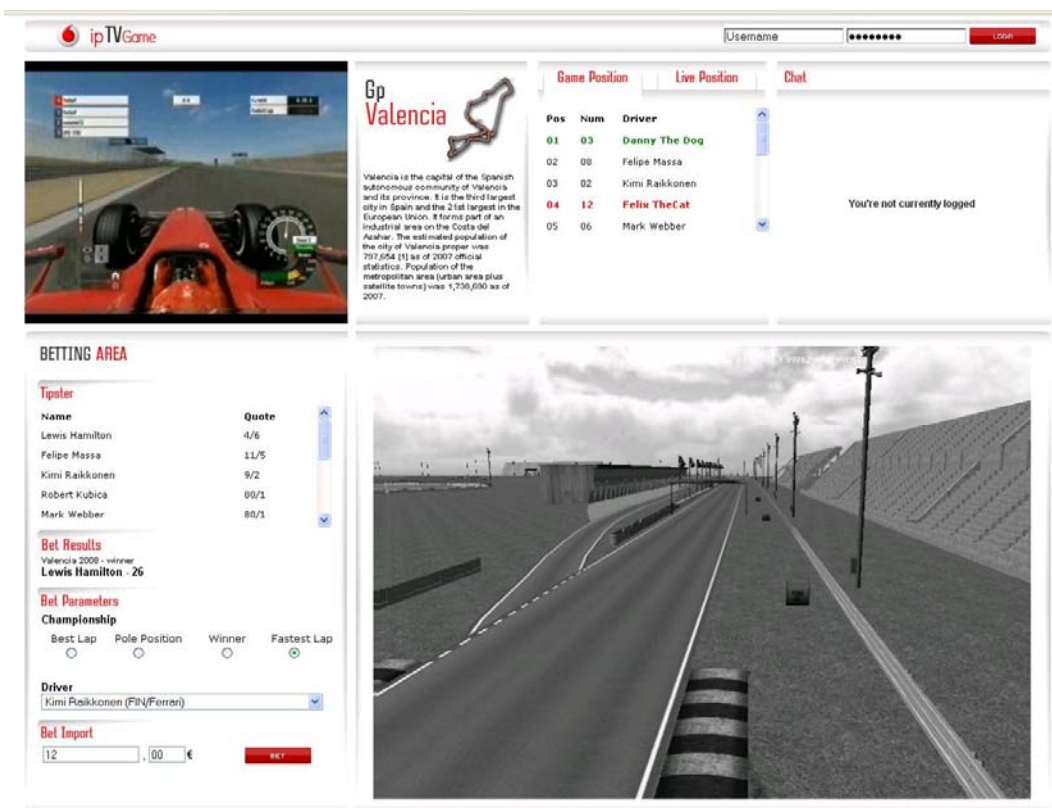 ipTVGame
Username
LOGIN
Gp
Valencia
Valencia is the capital of the Spanish
autonomous community of Valencia
and its province. It is the third largest
city in Spain and the 21st largest in the
European Union. It forms part of an
industrial area on the Costa del
Azahar. The estimated population of
the city of Valencia proper was
797,654 [1] as of 2007 official
statistics. Population of the
metropolitan area (urban area plus
satellite towns) was 1,738,690 as of
2007.
Game Position
Live Position
Pos Num Driver
01 03 Danny The Dog
02 08 Felipe Massa
03 02 Kimi Raikkonen
04 12 Felix TheCat
05 06 Mark Webber
Chat
You're not currently logged
BETTING AREA
Tipster
Name Quote
Lewis Hamilton 4/6
Felipe Massa 11/5
Kimi Raikkonen 9/2
Robert Kubica 80/1
Mark Webber 80/1
Bet Results
Valencia 2008 - winner
Lewis Hamilton - 26
Bet Parameters
Championship
Best Lap Pole Position Winner Fastest Lap
Driver
Kimi Raikkonen (FIN/Ferrari)
Bet Import
12 , 00 €
BET